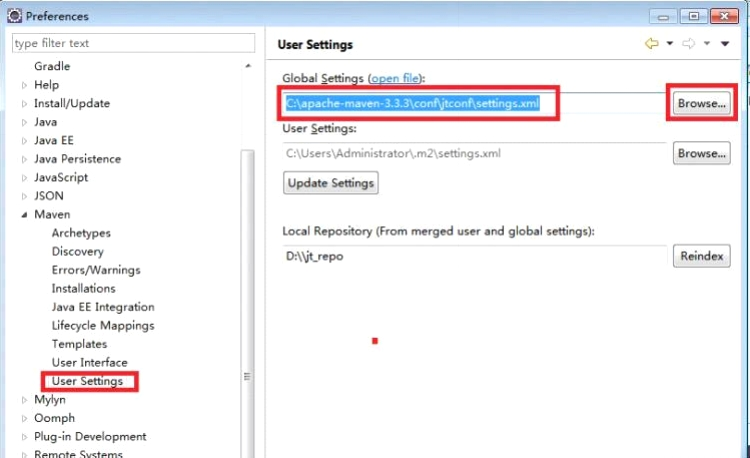 Preferences
type filter text
Gradle
Help
Install/Update
Java
Java EE
Java Persistence
JavaScript
JSON
Maven
Archetypes
Discovery
Errors/Warnings
Installations
Java EE Integration
Lifecycle Mappings
Templates
User Interface
User Settings
Mylyn
Oomph
Plug-in Development
Remote Systems
User Settings
Global Settings (open file):
C:\apache-maven-3.3.3\conf\jtconf\settings.xml
Browse...
User Settings:
C:\Users\Administrator\.m2\settings.xml
Browse...
Update Settings
Local Repository (From merged user and global settings):
D:\\jt_repo
Reindex